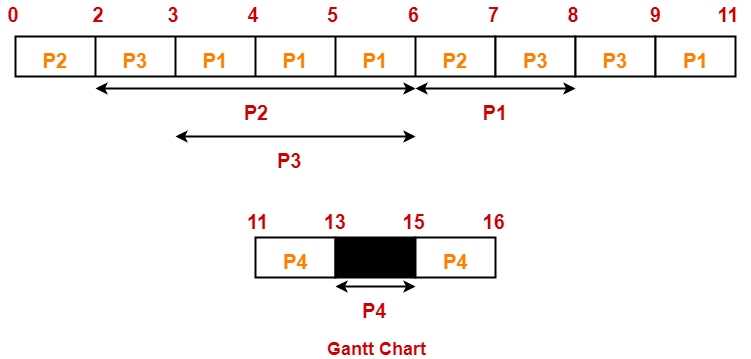 0 2 3 4 5 6 7 8 9 11
P2 P3 P1 P1 P1 P2 P3 P3 P1
P2 P1
P3
11 13 15 16
P4 P4
P4
Gantt Chart